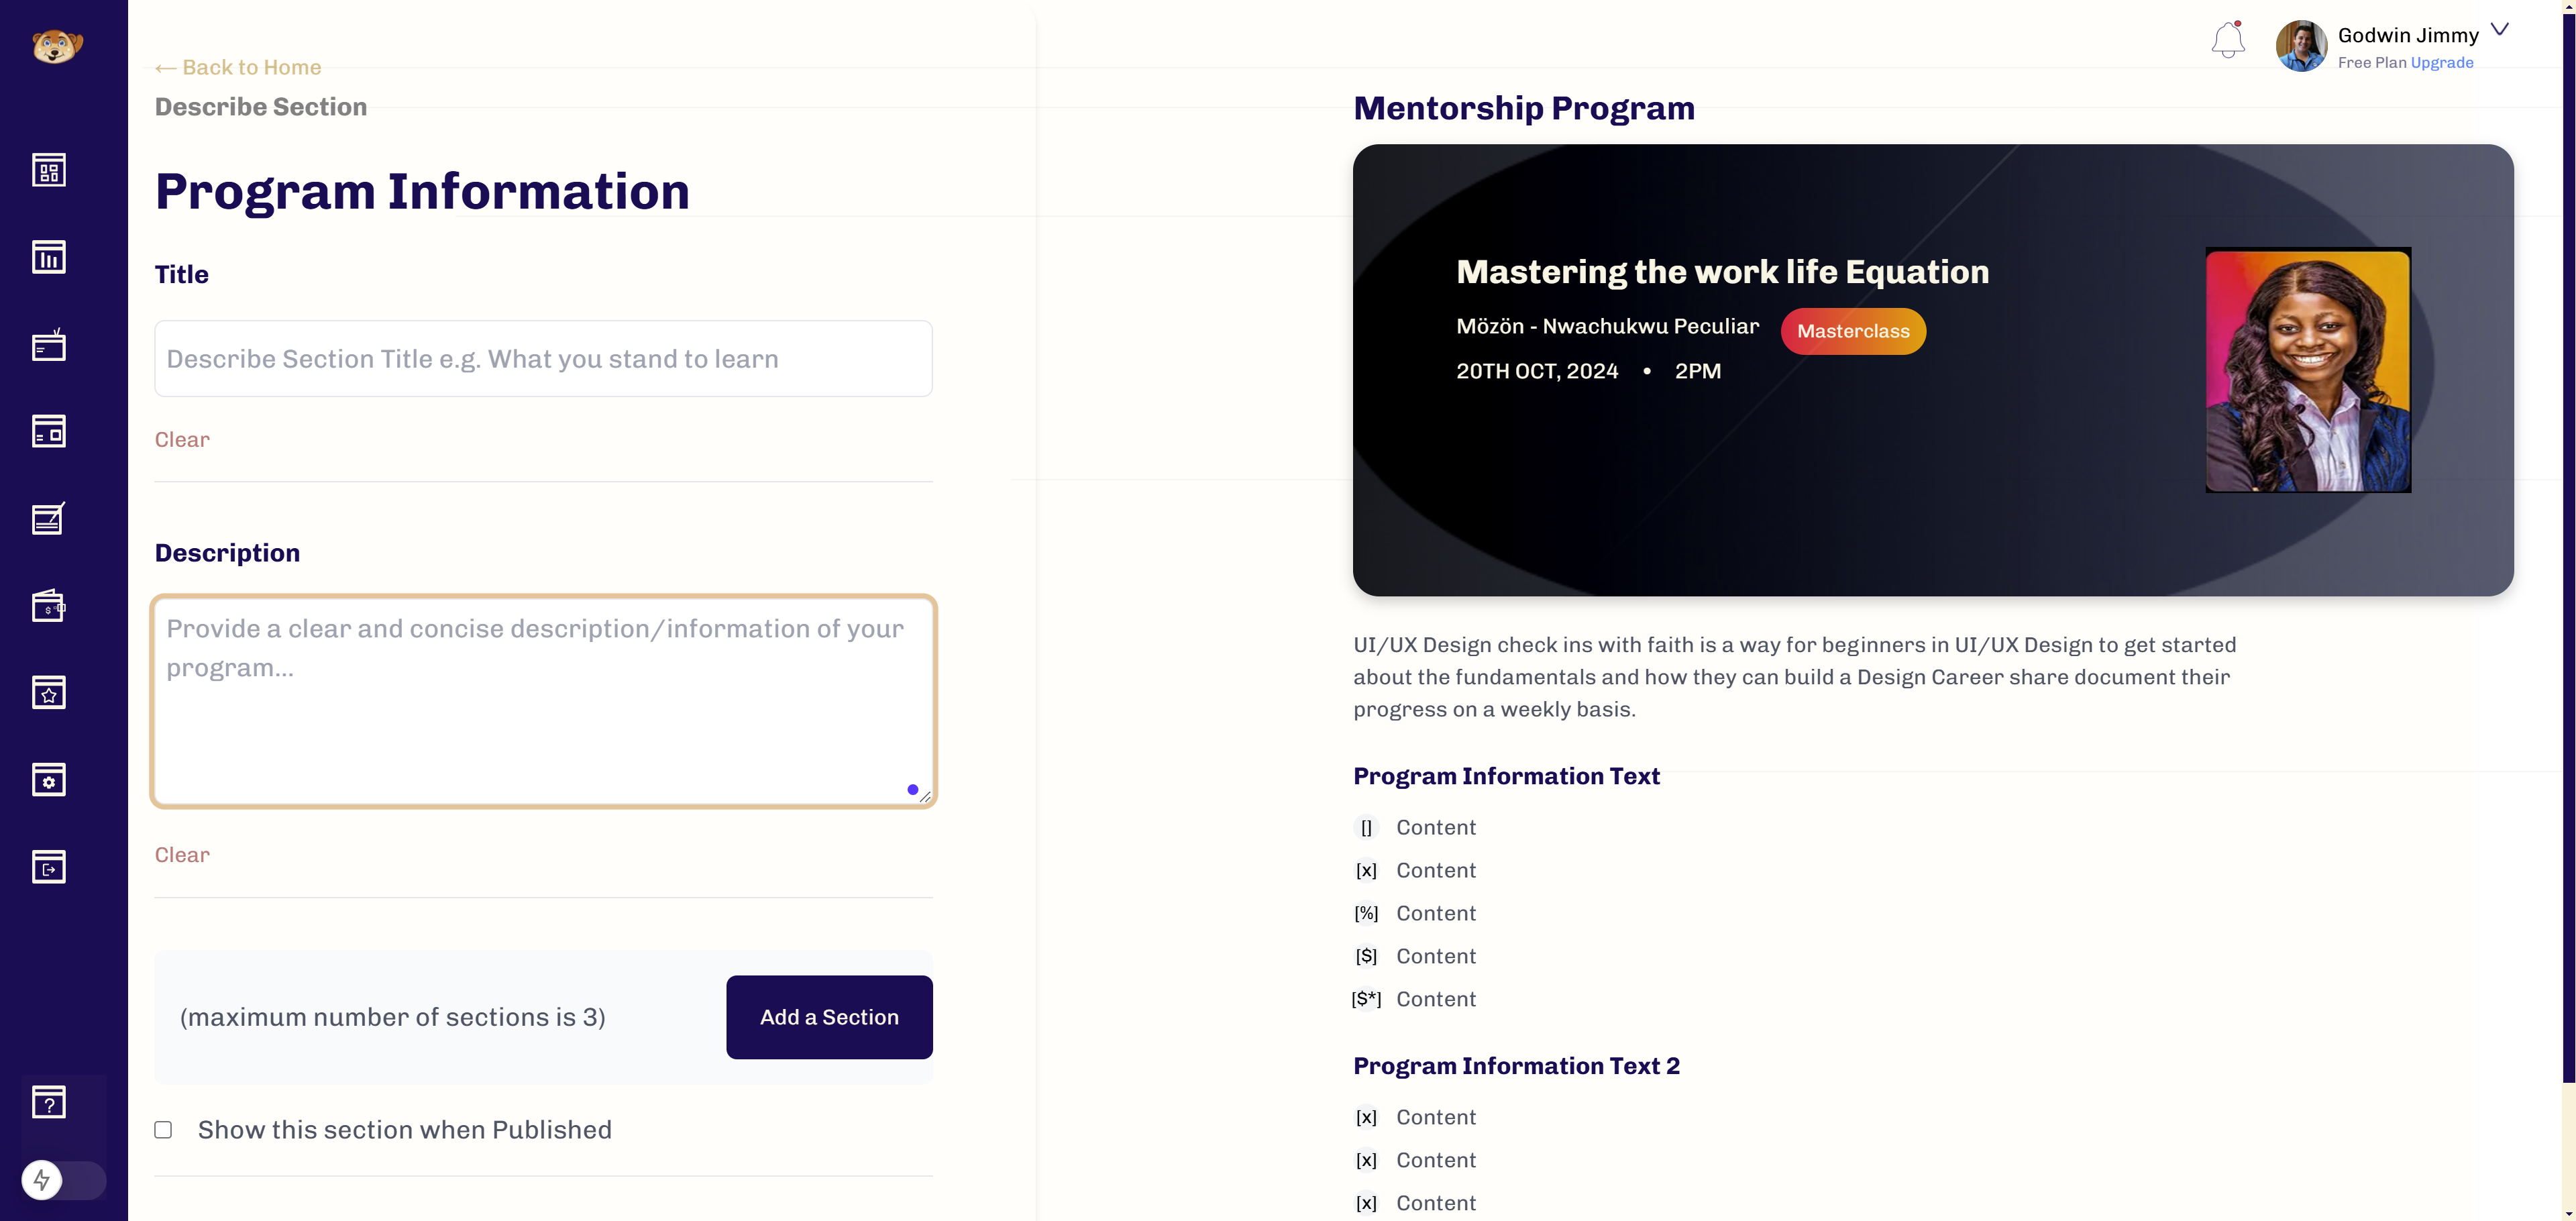 ← Back to Home
Describe Section
Program Information
Title
Describe Section Title e.g. What you stand to learn
Clear
Description
Provide a clear and concise description/information of your
program...
Clear
(maximum number of sections is 3)
Add a Section
Show this section when Published
Godwin Jimmy
Free Plan Upgrade
Mentorship Program
Mastering the work life Equation
Mözön - Nwachukwu Peculiar
Masterclass
20TH OCT, 2024 • 2PM
UI/UX Design check ins with faith is a way for beginners in UI/UX Design to get started
about the fundamentals and how they can build a Design Career share document their
progress on a weekly basis.
Program Information Text
[] Content
[x] Content
[%] Content
[$] Content
[$*] Content
Program Information Text 2
[x] Content
[x] Content
[x] Content